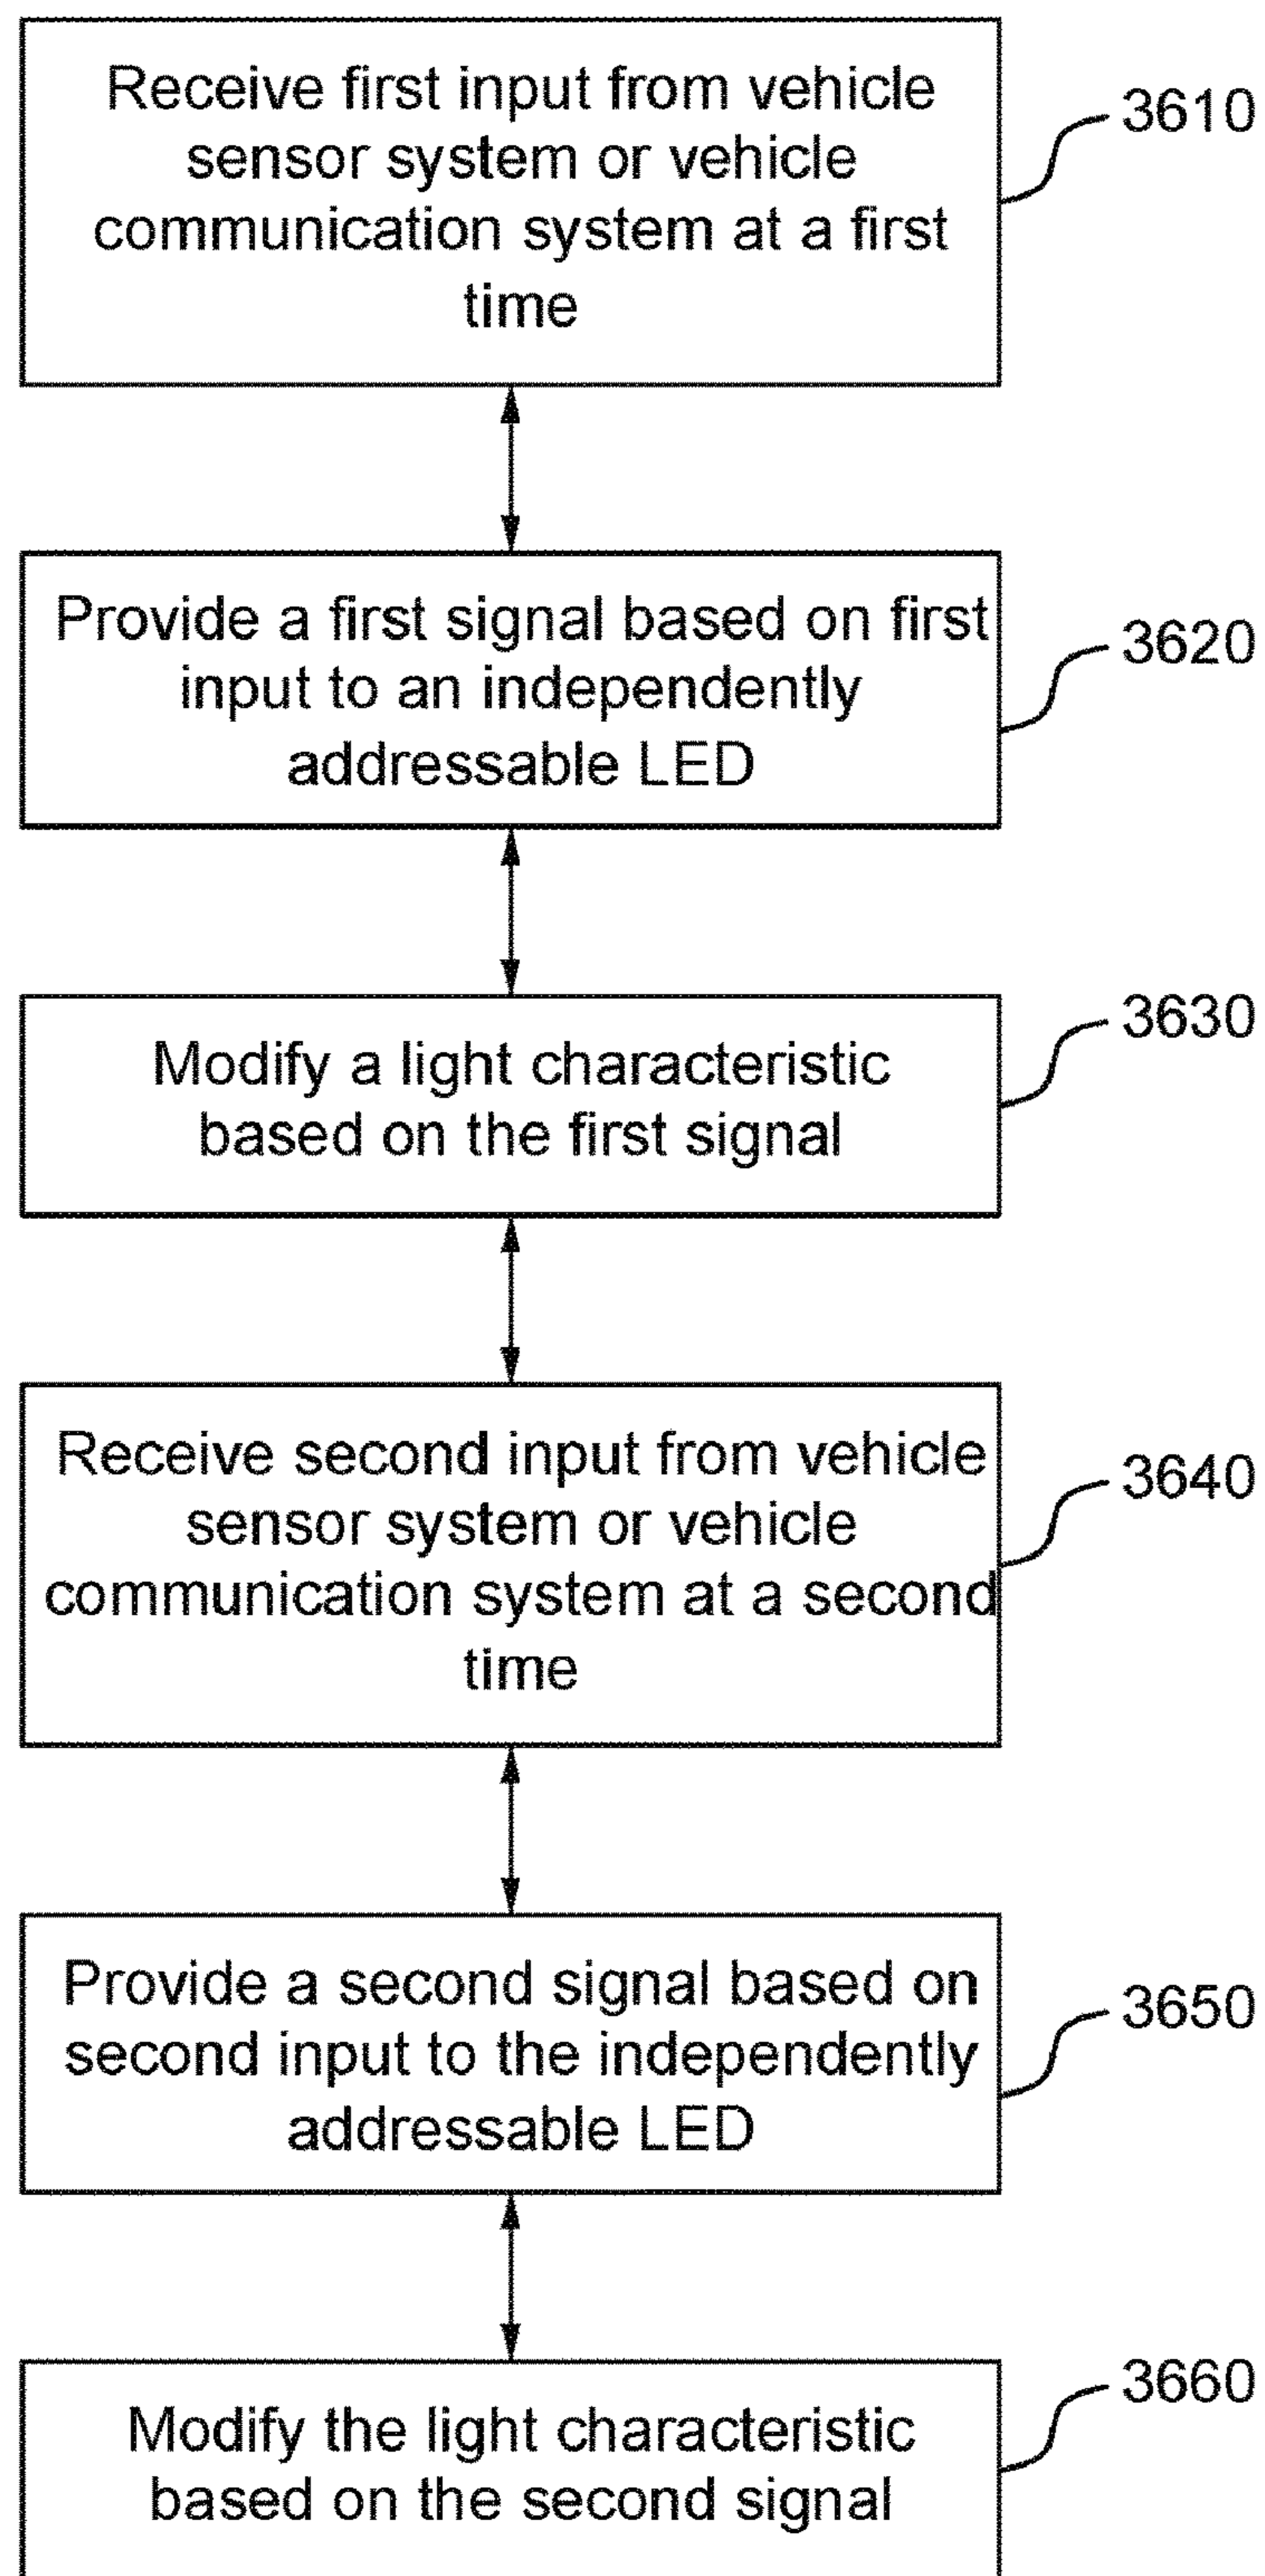 Receive first input from vehicle
sensor system or vehicle
communication system at a first
time
3610
Provide a first signal based on first
input to an independently
addressable LED
3620
Modify a light characteristic
based on the first signal
3630
Receive second input from vehicle
sensor system or vehicle
communication system at a second
time
3640
Provide a second signal based on
second input to the independently
addressable LED
3650
Modify the light characteristic
based on the second signal
3660